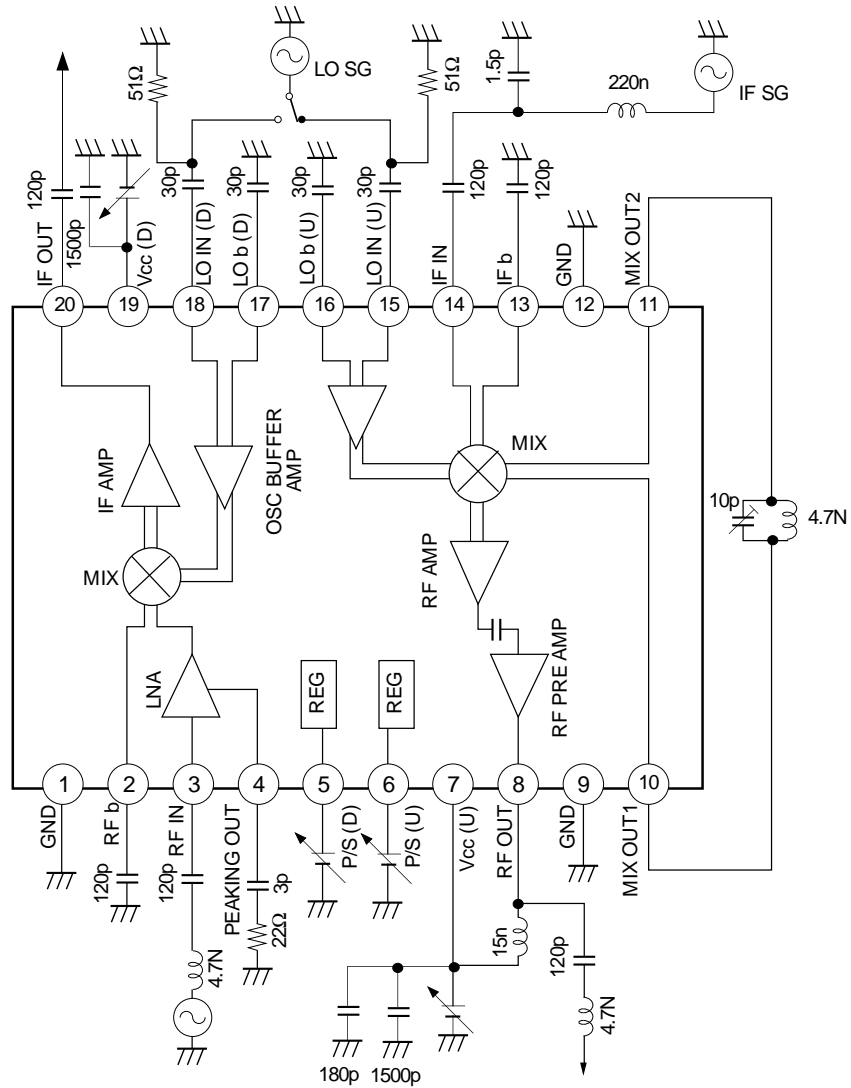 LO SG
IF SG
51Ω
51Ω
1.5p
220n
120p
1500p
30p
30p
30p
30p
120p
120p
IF OUT
Vcc (D)
LO IN (D)
LO b (D)
LO b (U)
LO IN (U)
IF IN
IF b
GND
MIX OUT2
20
19
18
17
16
15
14
13
12
11
IF AMP
OSC BUFFER
AMP
MIX
MIX
10p
4.7N
RF AMP
LNA
REG
REG
RF PRE AMP
1
2
3
4
5
6
7
8
9
10
GND
RF b
RF IN
PEAKING OUT
P/S (D)
P/S (U)
Vcc (U)
RF OUT
GND
MIX OUT1
120p
120p
3p
22Ω
4.7N
15n
120p
4.7N
180p
1500p